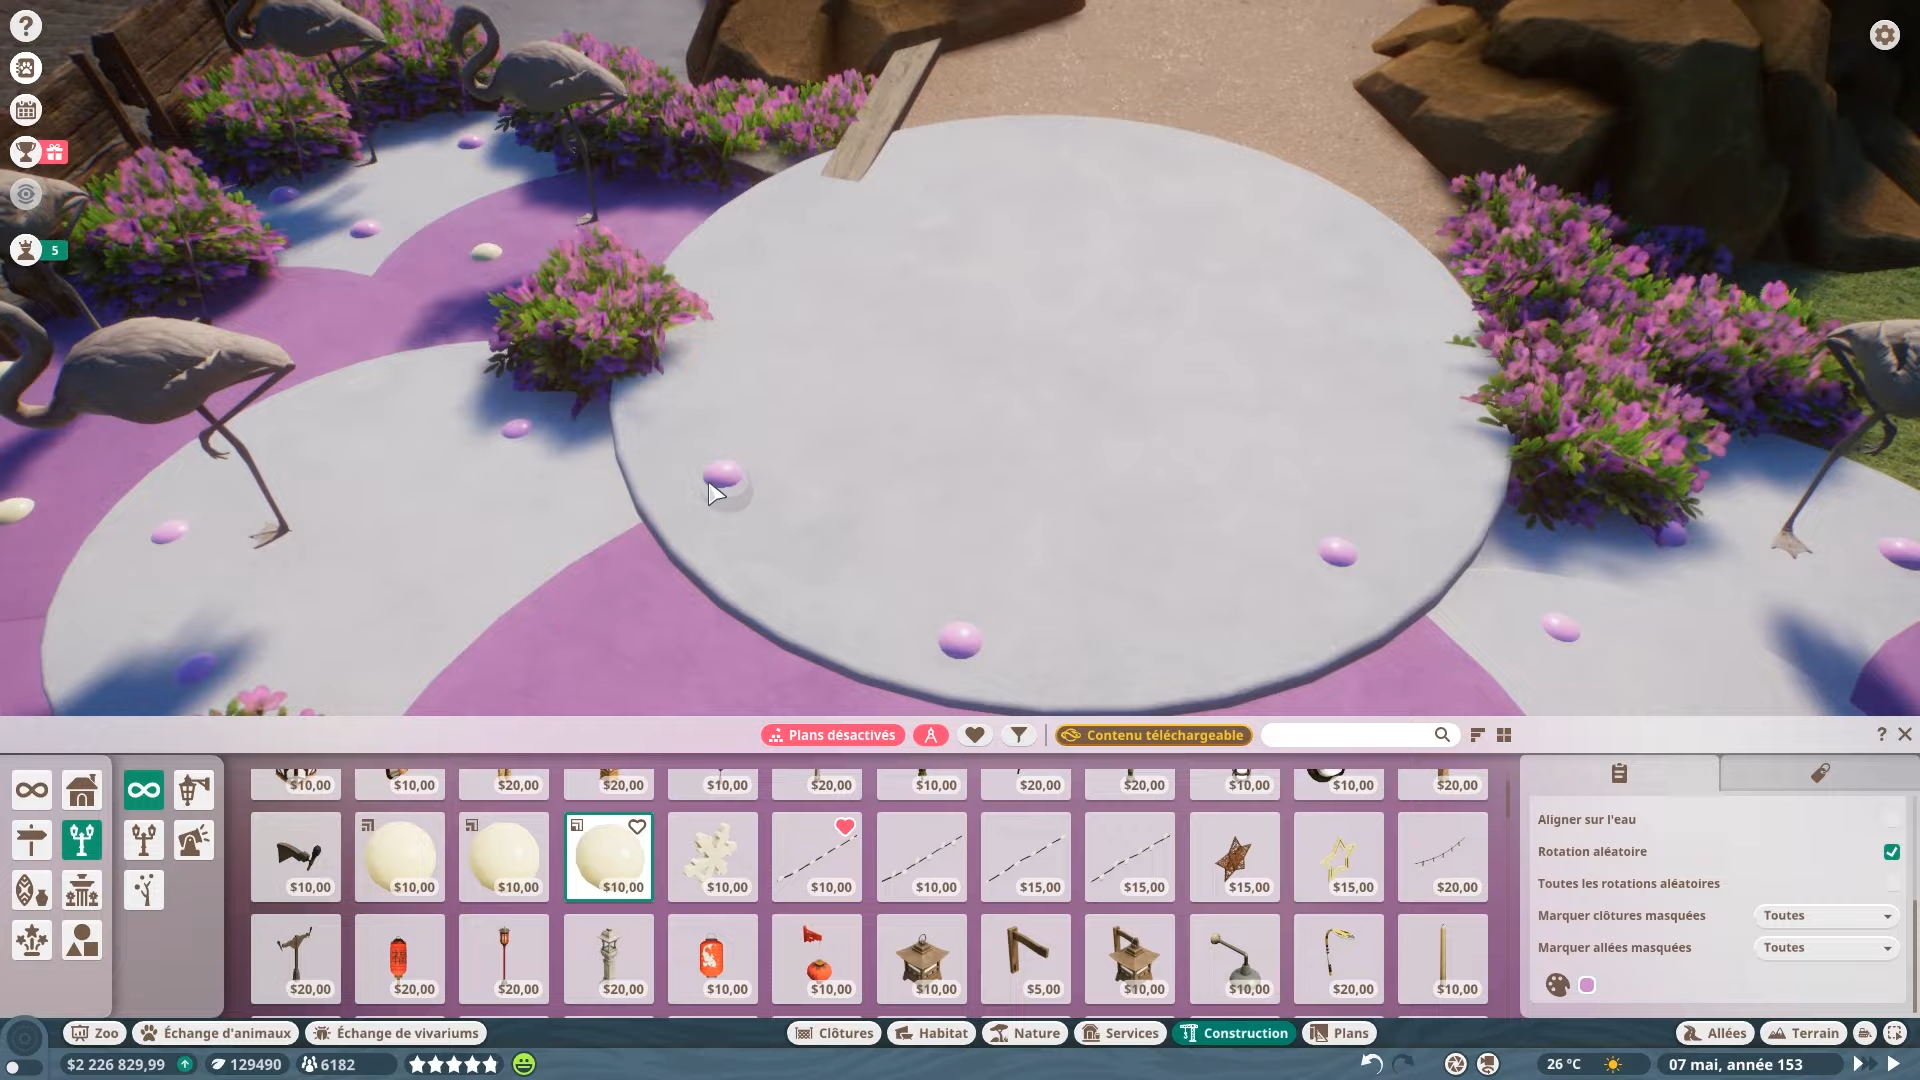 5
Plans désactivés
Contenu téléchargeable
?
$10,00 $10,00 $20,00 $20,00 $10,00 $20,00 $10,00 $20,00 $20,00 $10,00 $10,00 $20,00
$10,00 $10,00 $10,00 $10,00 $10,00 $10,00 $10,00 $15,00 $15,00 $15,00 $15,00 $20,00
$20,00 $20,00 $20,00 $20,00 $10,00 $10,00 $10,00 $5,00 $10,00 $10,00 $20,00 $10,00
Aligner sur l'eau
Rotation aléatoire
Toutes les rotations aléatoires
Marquer clôtures masquées Toutes
Marquer allées masquées Toutes
Zoo Échange d'animaux Échange de vivariums Clôtures Habitat Nature Services Construction Plans Allées Terrain
$2 226 829,99 129490 6182 26 °C 07 mai, année 153